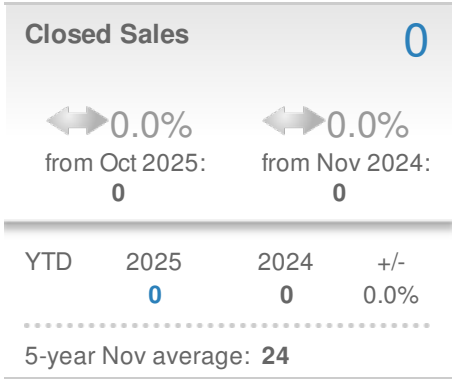 Closed Sales 0
0.0% 0.0%
from Oct 2025: from Nov 2024:
0 0
YTD 2025 2024 +/-
0 0 0.0%
5-year Nov average: 24